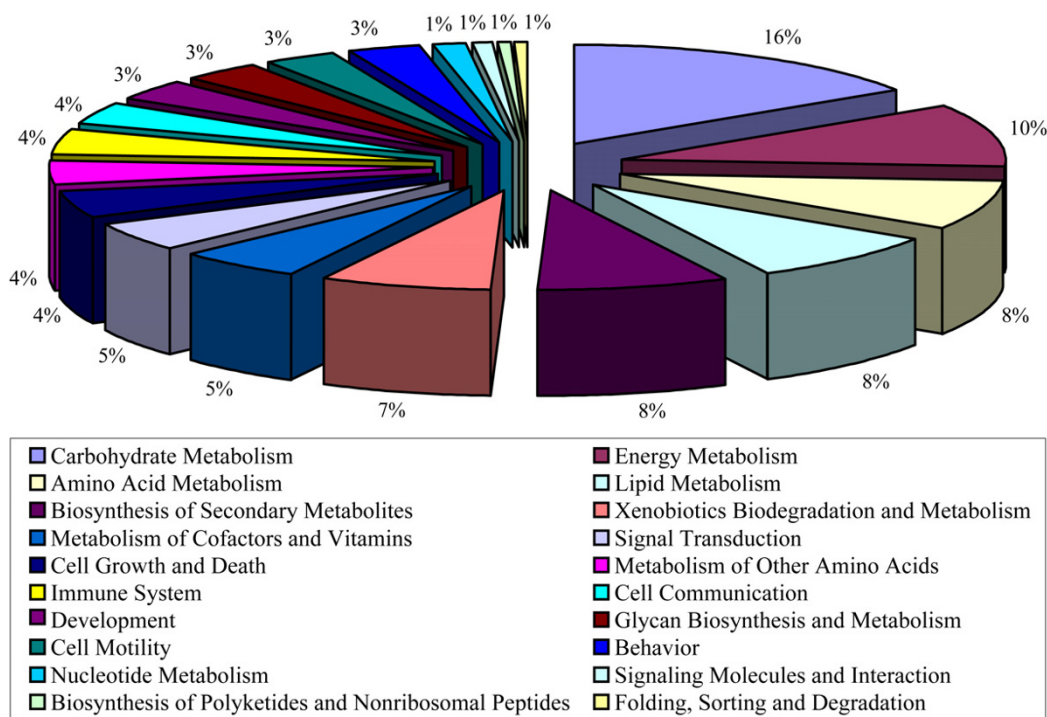 1% 1% 1% 1%
3%
3%
3%
3%
4%
4%
16%
10%
4%
4%
5%
5%
7%
8%
8%
8%
Carbohydrate Metabolism Energy Metabolism
Amino Acid Metabolism Lipid Metabolism
Biosynthesis of Secondary Metabolites Xenobiotics Biodegradation and Metabolism
Metabolism of Cofactors and Vitamins Signal Transduction
Cell Growth and Death Metabolism of Other Amino Acids
Immune System Cell Communication
Development Glycan Biosynthesis and Metabolism
Cell Motility Behavior
Nucleotide Metabolism Signaling Molecules and Interaction
Biosynthesis of Polyketides and Nonribosomal Peptides Folding, Sorting and Degradation